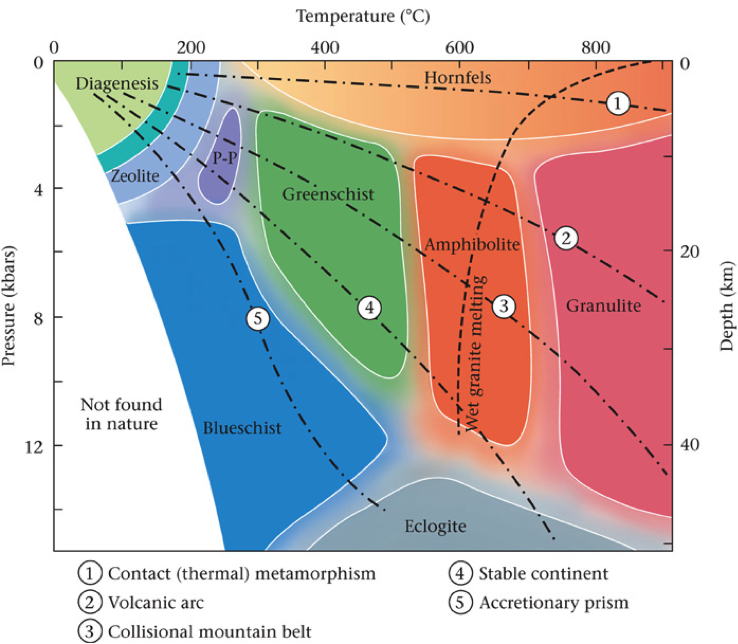 Temperature (°C)
0 200 400 600 800
0 0
Diagenesis
Hornfels
1
P-P
Zeolite
4
Greenschist
20
Amphibolite
2
Granulite
Pressure (kbars)
Depth (km)
8
5
4
3
Wet granite melting
Not found
in nature
Blueschist
12
40
Eclogite
1 Contact (thermal) metamorphism
2 Volcanic arc
3 Collisional mountain belt
4 Stable continent
5 Accretionary prism